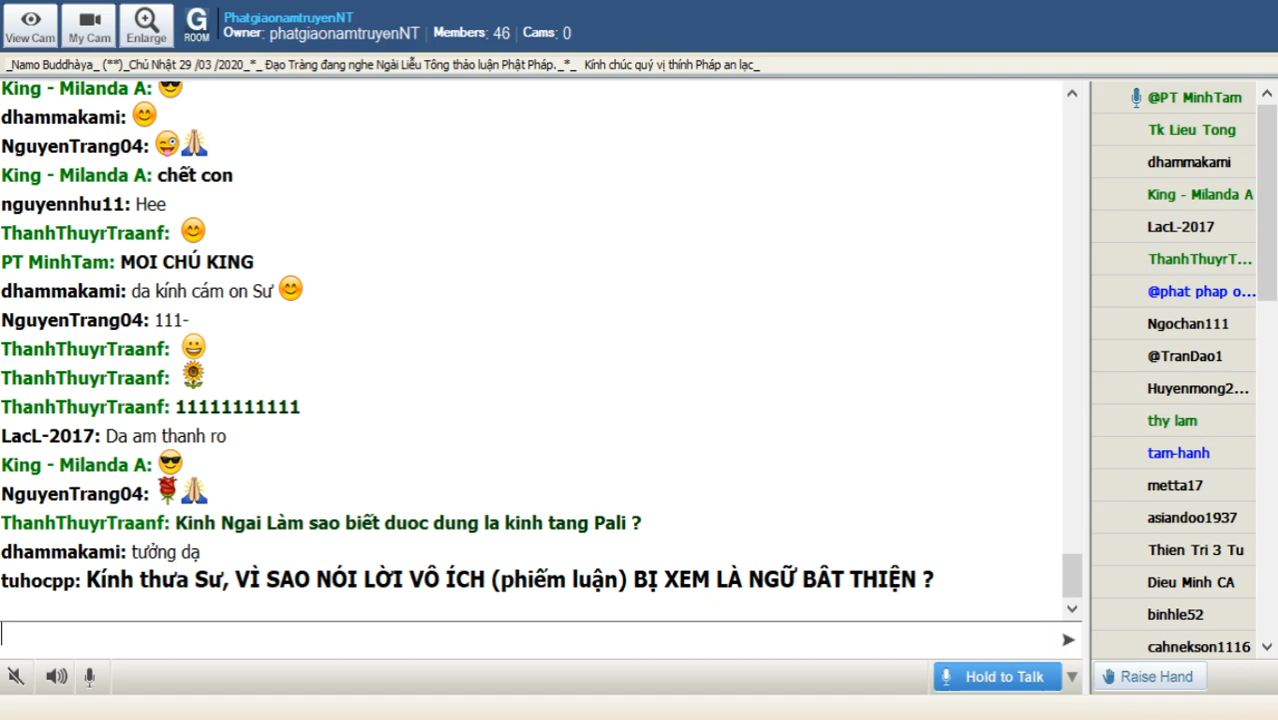 View Cam
My Cam
Enlarge
G
ROOM
PhatgiaonamtruyenNT
Owner: phatgiaonamtruyenNT | Members: 46 | Cams: 0
_Namo Buddhàya_ (**)_Chủ Nhật 29 /03 /2020_*_ Đạo Tràng đang nghe Ngài Liễu Tông thảo luận Phật Pháp._*_ Kính chúc quý vị thính Pháp an lạc_
King - Milanda A:
dhammakami:
NguyenTrang04:
King - Milanda A: chết con
nguyennhu11: Hee
ThanhThuyrTraanf:
PT MinhTam: MOI CHÚ KING
dhammakami: da kính cám on Sư
NguyenTrang04: 111-
ThanhThuyrTraanf:
ThanhThuyrTraanf:
ThanhThuyrTraanf: 11111111111
LacL-2017: Da am thanh ro
King - Milanda A:
NguyenTrang04:
ThanhThuyrTraanf: Kinh Ngai Làm sao biết duoc dung la kinh tang Pali ?
dhammakami: tưởng dạ
tuhocpp: Kính thưa Sư, VÌ SAO NÓI LỜI VÔ ÍCH (phiếm luận) BỊ XEM LÀ NGỮ BÂT THIỆN ?
@PT MinhTam
Tk Lieu Tong
dhammakami
King - Milanda A
LacL-2017
ThanhThuyrT...
@phat phap o...
Ngochan111
@TranDao1
Huyenmong2...
thy lam
tam-hanh
metta17
asiandoo1937
Thien Tri 3 Tu
Dieu Minh CA
binhle52
cahnekson1116
Hold to Talk
Raise Hand